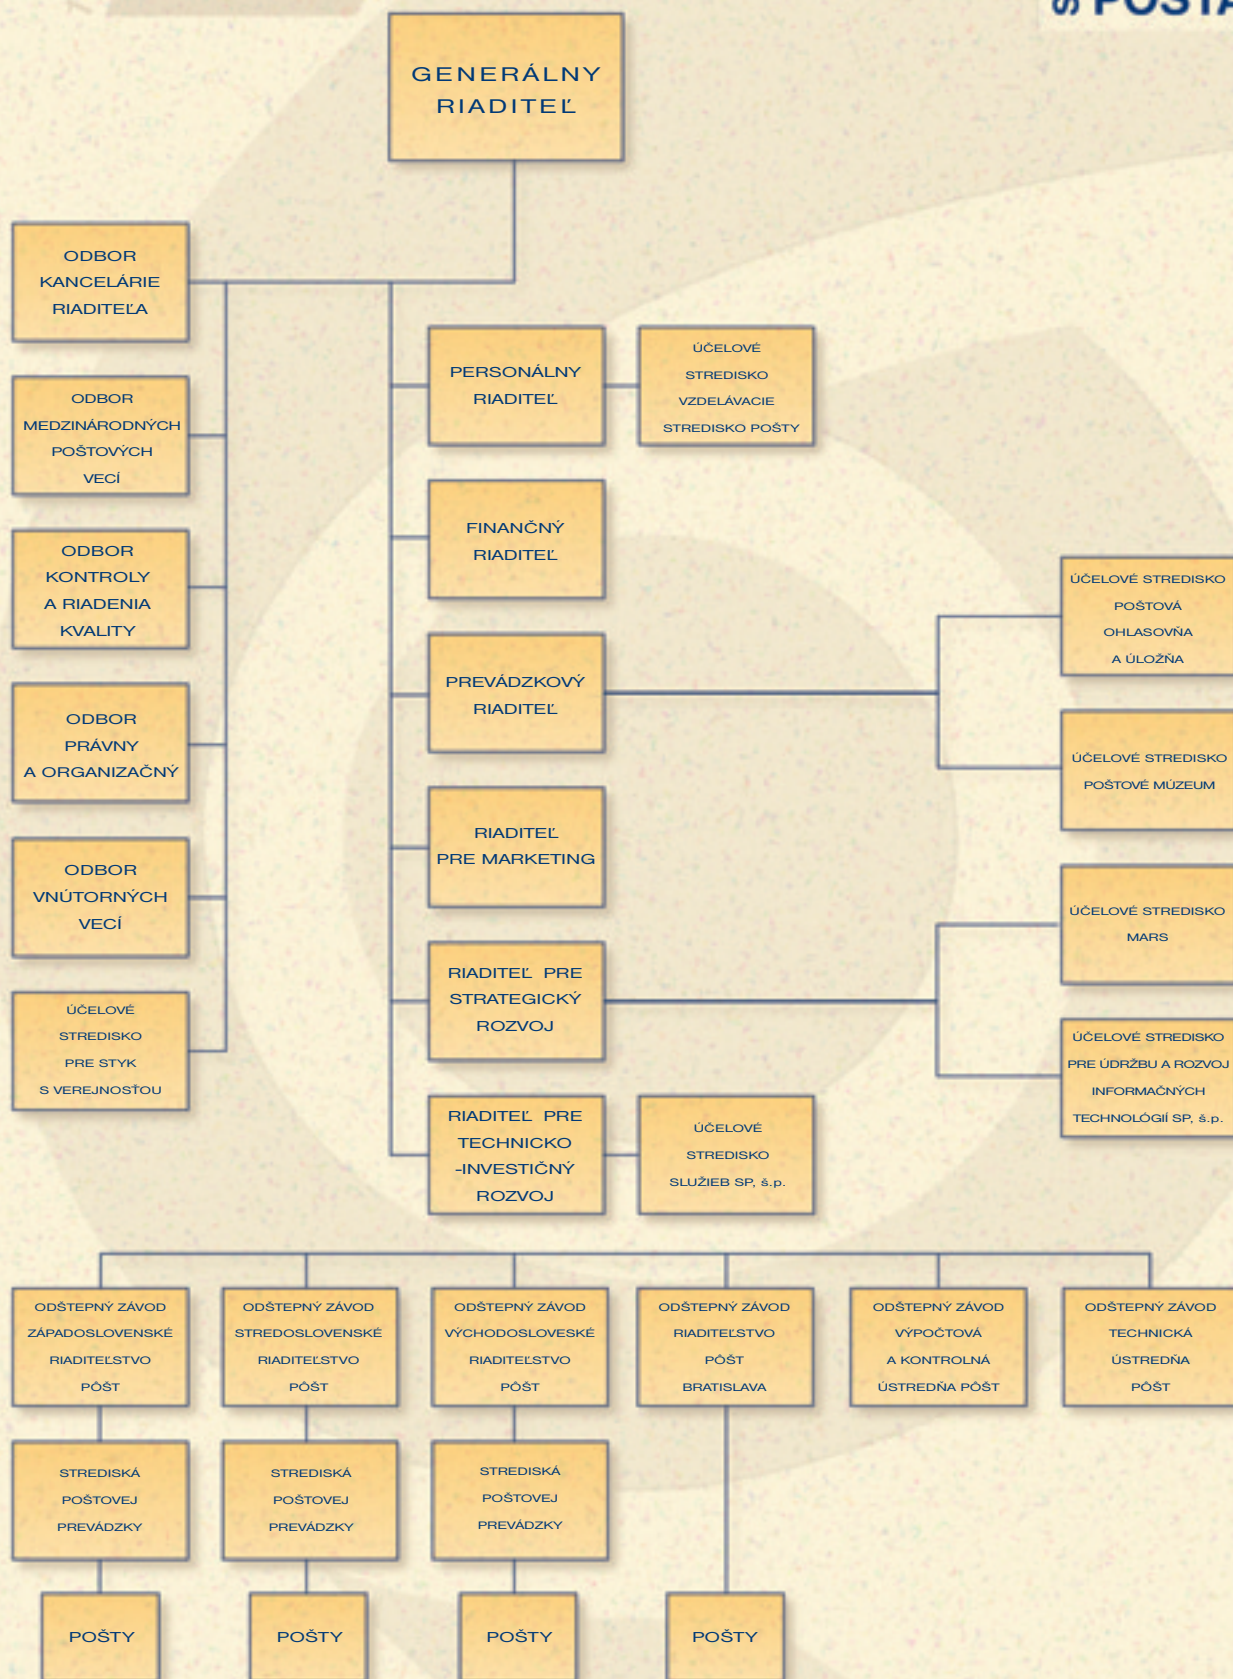 POŠTA
GENERÁLNY
RIADITEĽ
ODBOR
KANCELÁRIE
RIADITEĽA
ODBOR
MEDZINÁRODNÝCH
POŠTOVÝCH
VECÍ
ODBOR
KONTROLY
A RIADENIA
KVALITY
ODBOR
PRÁVNY
A ORGANIZAČNÝ
ODBOR
VNÚTORNÝCH
VECÍ
ÚČELOVÉ
STREDISKO
PRE STYK
S VEREJNOSŤOU
PERSONÁLNY
RIADITEĽ
ÚČELOVÉ
STREDISKO
VZDELÁVACIE
STREDISKO POŠTY
FINANČNÝ
RIADITEĽ
PREVÁDZKOVÝ
RIADITEĽ
ÚČELOVÉ STREDISKO
POŠTOVÁ
OHLASOVŇA
A ÚLOŽŇA
ÚČELOVÉ STREDISKO
POŠTOVÉ MÚZEUM
RIADITEĽ
PRE MARKETING
RIADITEĽ PRE
STRATEGICKÝ
ROZVOJ
ÚČELOVÉ STREDISKO
MARS
ÚČELOVÉ STREDISKO
PRE ÚDRŽBU A ROZVOJ
INFORMAČNÝCH
TECHNOLÓGIÍ SP, š.p.
RIADITEĽ PRE
TECHNICKO
-INVESTIČNÝ
ROZVOJ
ÚČELOVÉ
STREDISKO
SLUŽIEB SP, š.p.
ODŠTEPNÝ ZÁVOD
ZÁPADOSLOVENSKÉ
RIADITEĽSTVO
PÔŠT
ODŠTEPNÝ ZÁVOD
STREDOSLOVENSKÉ
RIADITEĽSTVO
PÔŠT
ODŠTEPNÝ ZÁVOD
VÝCHODOSLOVESKÉ
RIADITEĽSTVO
PÔŠT
ODŠTEPNÝ ZÁVOD
RIADITEĽSTVO
PÔŠT
BRATISLAVA
ODŠTEPNÝ ZÁVOD
VÝPOČTOVÁ
A KONTROLNÁ
ÚSTREDŇA PÔŠT
ODŠTEPNÝ ZÁVOD
TECHNICKÁ
ÚSTREDŇA
PÔŠT
STREDISKÁ
POŠTOVEJ
PREVÁDZKY
STREDISKÁ
POŠTOVEJ
PREVÁDZKY
STREDISKÁ
POŠTOVEJ
PREVÁDZKY
POŠTY
POŠTY
POŠTY
POŠTY